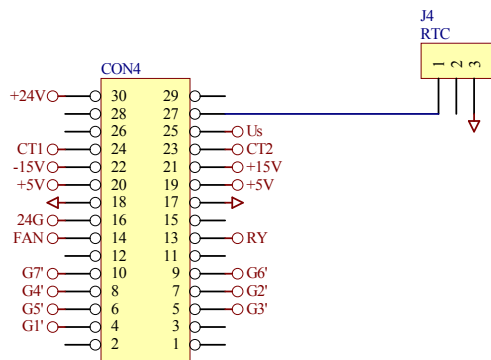 J4
RTC
1 2 3
CON4
+24V 30 29
28 27
26 25 Us
CT1 24 23 CT2
-15V 22 21 +15V
+5V 20 19 +5V
18 17
24G 16 15
FAN 14 13 RY
12 11
G7' 10 9 G6'
G4' 8 7 G2'
G5' 6 5 G3'
G1' 4 3
2 1